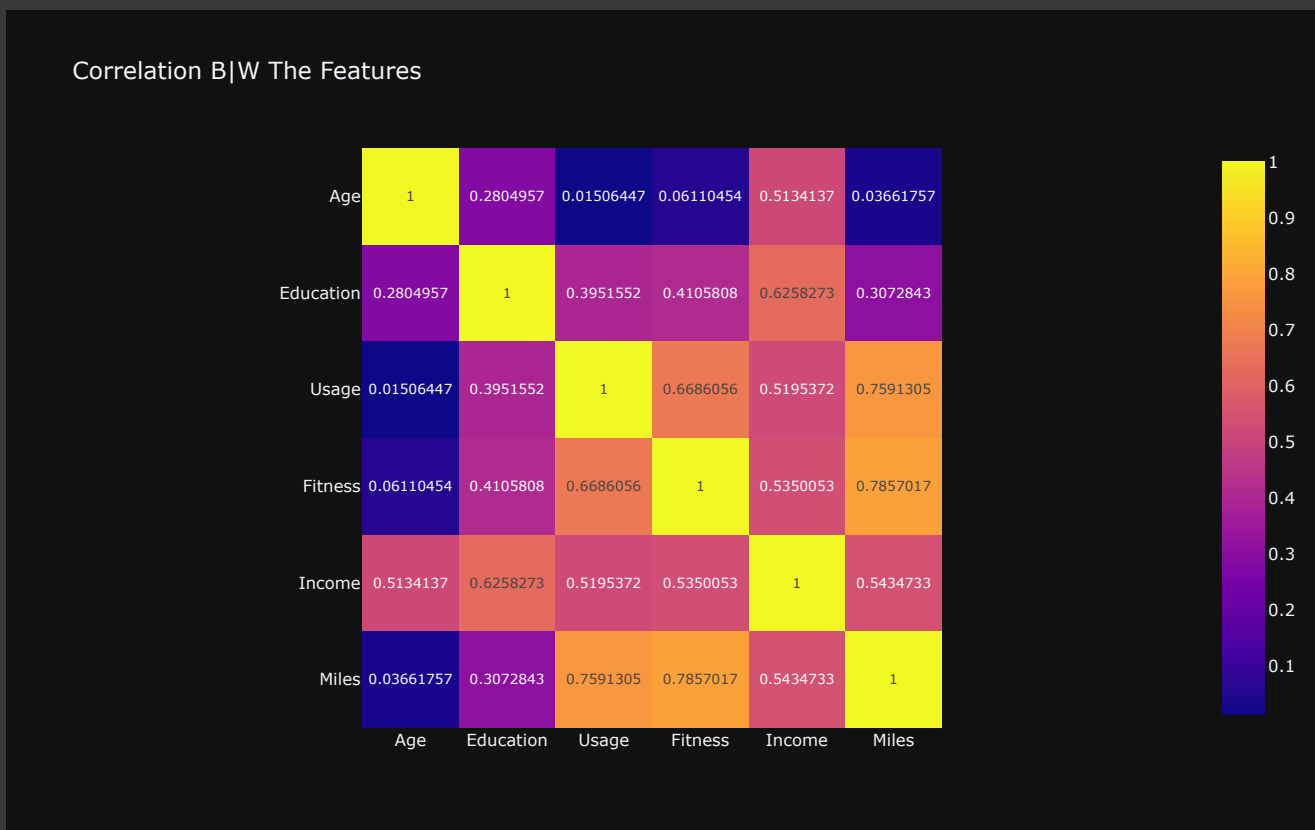 Correlation B|W The Features
Age 1 0.2804957 0.01506447 0.06110454 0.5134137 0.03661757
Education 0.2804957 1 0.3951552 0.4105808 0.6258273 0.3072843
Usage 0.01506447 0.3951552 1 0.6686056 0.5195372 0.7591305
Fitness 0.06110454 0.4105808 0.6686056 1 0.5350053 0.7857017
Income 0.5134137 0.6258273 0.5195372 0.5350053 1 0.5434733
Miles 0.03661757 0.3072843 0.7591305 0.7857017 0.5434733 1
Age Education Usage Fitness Income Miles
1
0.9
0.8
0.7
0.6
0.5
0.4
0.3
0.2
0.1